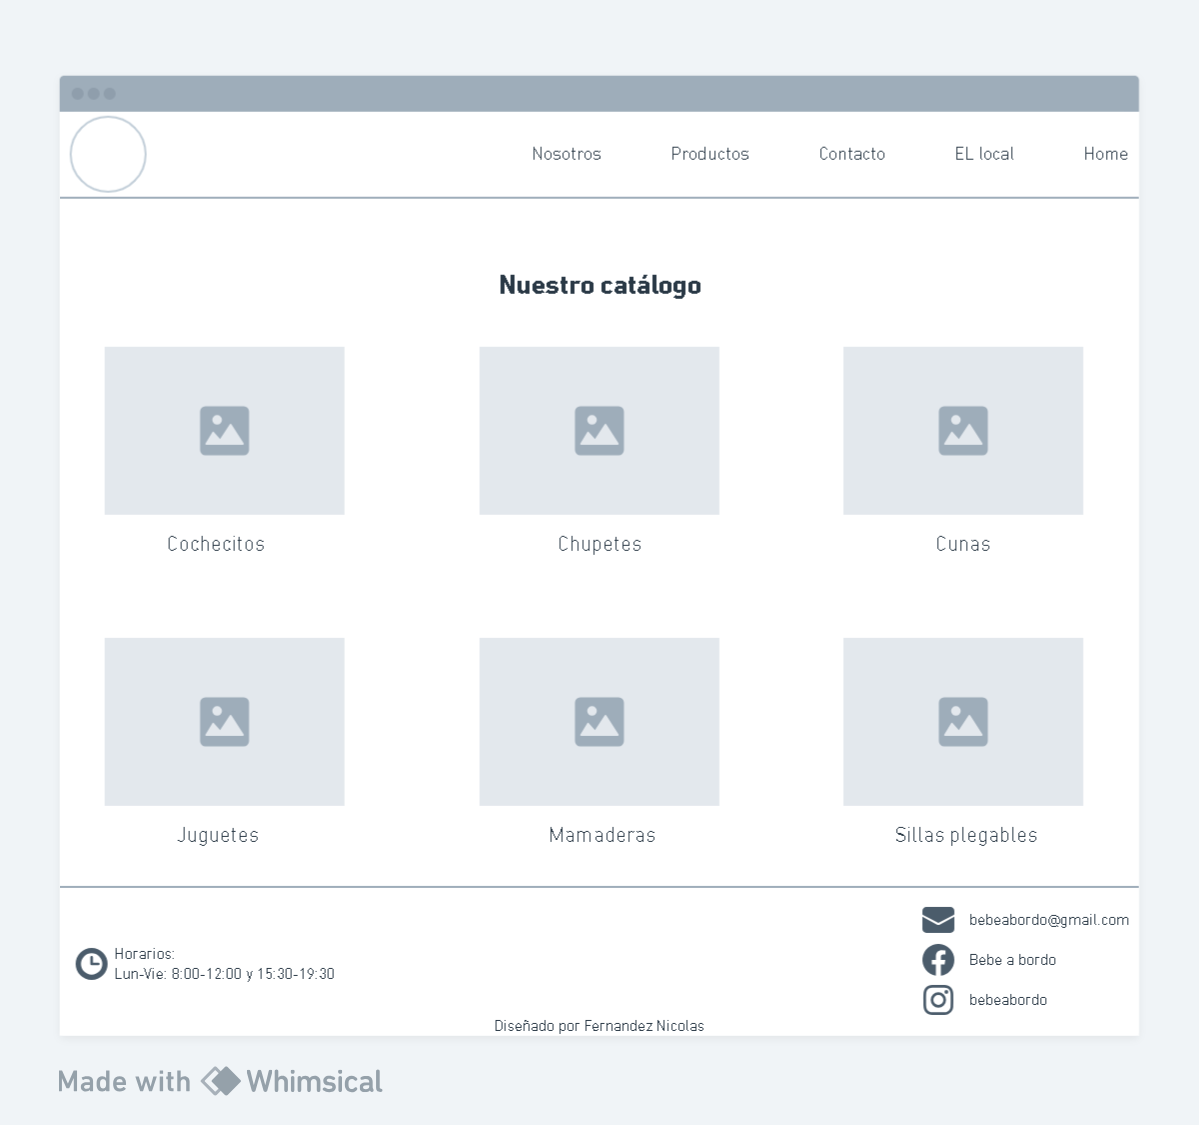 Nosotros Productos Contacto EL local Home
Nuestro catálogo
Cochecitos Chupetes Cunas
Juguetes Mamaderas Sillas plegables
Horarios:
Lun-Vie: 8:00-12:00 y 15:30-19:30
bebeabordo@gmail.com
Bebe a bordo
bebeabordo
Diseñado por Fernandez Nicolas
Made with Whimsical